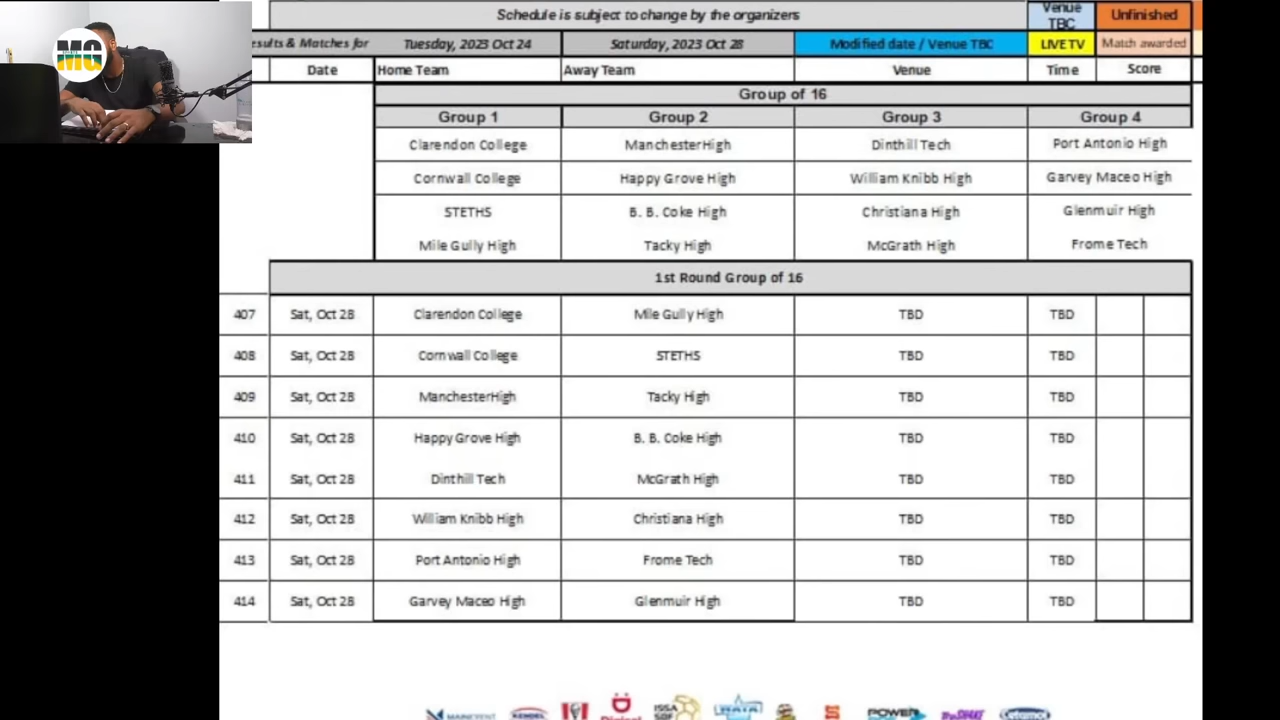 MG
Schedule is subject to change by the organizers
Venue TBC
Unfinished
esults & Matches for
Tuesday, 2023 Oct 24
Saturday, 2023 Oct 28
Modified date / Venue TBC
LIVE TV
Match awarded
Date Home Team Away Team Venue Time Score
Group of 16
Group 1 Group 2 Group 3 Group 4
Clarendon College ManchesterHigh Dinthill Tech Port Antonio High
Cornwall College Happy Grove High William Knibb High Garvey Maceo High
STETHS B. B. Coke High Christiana High Glenmuir High
Mile Gully High Tacky High McGrath High Frome Tech
1st Round Group of 16
407 Sat, Oct 28 Clarendon College Mile Gully High TBD TBD
408 Sat, Oct 28 Cornwall College STETHS TBD TBD
409 Sat, Oct 28 ManchesterHigh Tacky High TBD TBD
410 Sat, Oct 28 Happy Grove High B. B. Coke High TBD TBD
411 Sat, Oct 28 Dinthill Tech McGrath High TBD TBD
412 Sat, Oct 28 William Knibb High Christiana High TBD TBD
413 Sat, Oct 28 Port Antonio High Frome Tech TBD TBD
414 Sat, Oct 28 Garvey Maceo High Glenmuir High TBD TBD
KFC Digicel ISSA WATA POWER